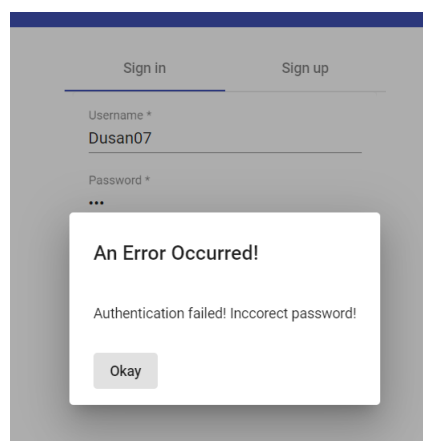 Sign in Sign up
Username *
Dusan07
Password *
•••
An Error Occurred!
Authentication failed! Inccorect password!
Okay